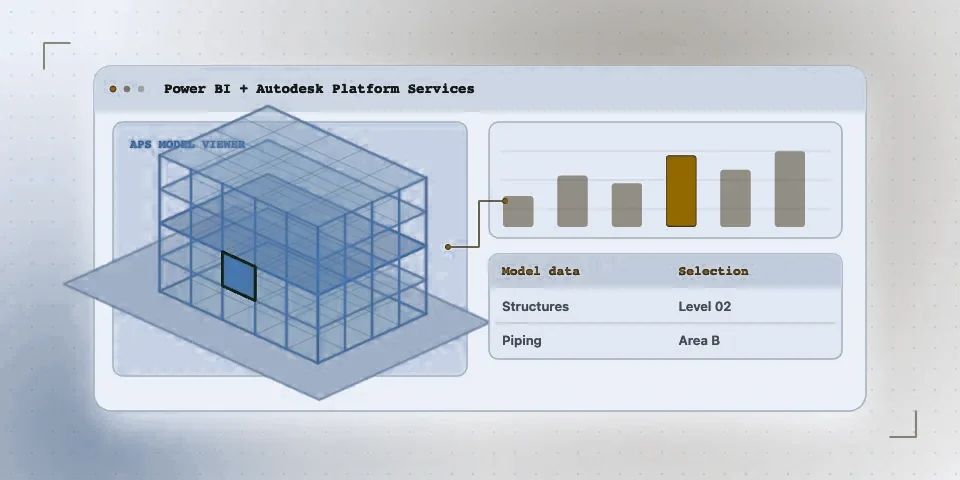 Power BI + Autodesk Platform Services
APS MODEL VIEWER
Model data Selection
Structures Level 02
Piping Area B